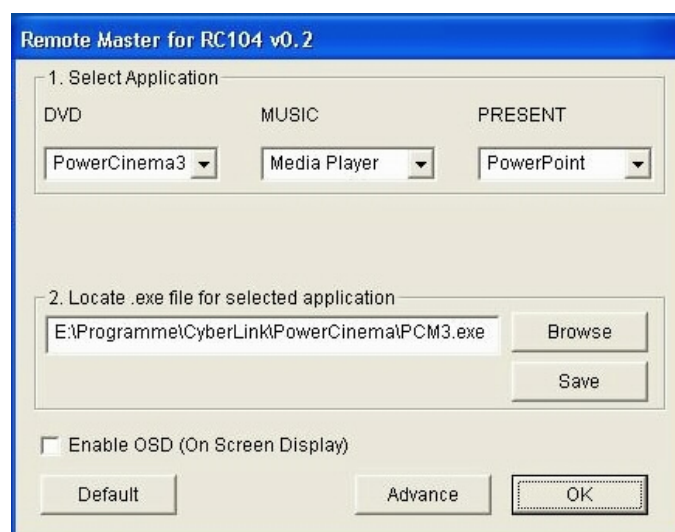 Remote Master for RC104 v0.2
1. Select Application
DVD MUSIC PRESENT
PowerCinema3 Media Player PowerPoint
2. Locate .exe file for selected application
E:\Programme\CyberLink\PowerCinema\PCM3.exe Browse
Save
Enable OSD (On Screen Display)
Default Advance OK